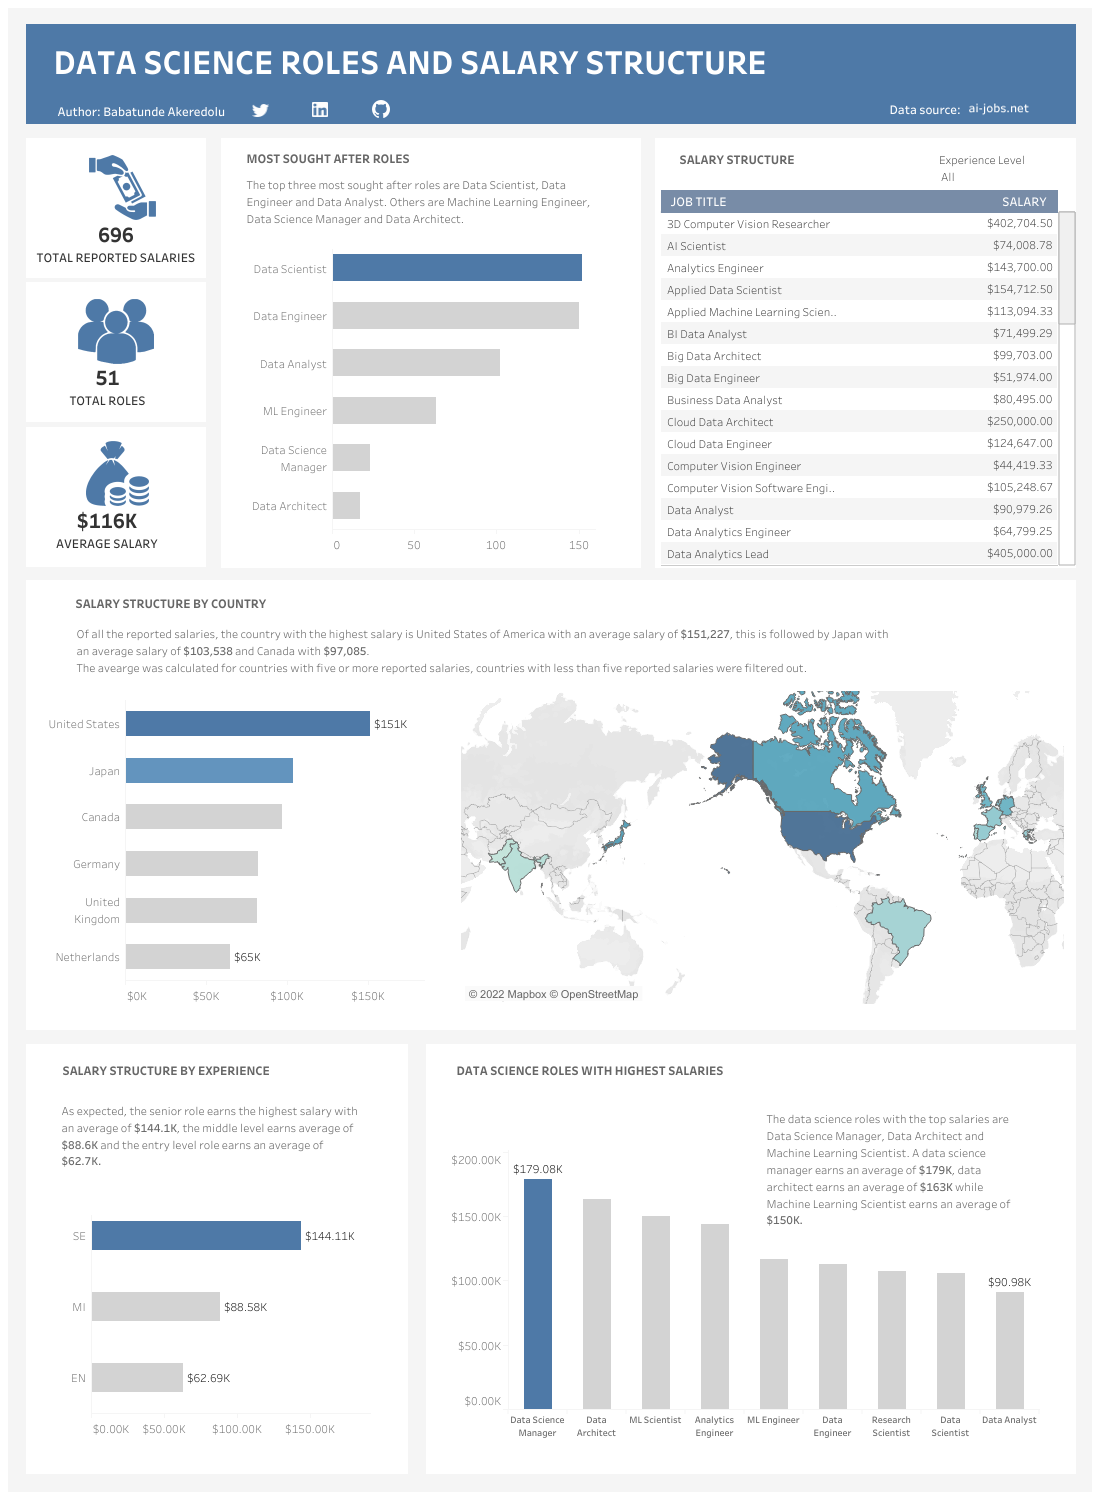 DATA SCIENCE ROLES AND SALARY STRUCTURE
Author: Babatunde Akeredolu
Data source: ai-jobs.net
696
TOTAL REPORTED SALARIES
51
TOTAL ROLES
$116K
AVERAGE SALARY
MOST SOUGHT AFTER ROLES
The top three most sought after roles are Data Scientist, Data
Engineer and Data Analyst. Others are Machine Learning Engineer,
Data Science Manager and Data Architect.
Data Scientist
Data Engineer
Data Analyst
ML Engineer
Data Science
Manager
Data Architect
0 50 100 150
SALARY STRUCTURE
Experience Level
All
JOB TITLE SALARY
3D Computer Vision Researcher $402,704.50
AI Scientist $74,008.78
Analytics Engineer $143,700.00
Applied Data Scientist $154,712.50
Applied Machine Learning Scien.. $113,094.33
BI Data Analyst $71,499.29
Big Data Architect $99,703.00
Big Data Engineer $51,974.00
Business Data Analyst $80,495.00
Cloud Data Architect $250,000.00
Cloud Data Engineer $124,647.00
Computer Vision Engineer $44,419.33
Computer Vision Software Engi.. $105,248.67
Data Analyst $90,979.26
Data Analytics Engineer $64,799.25
Data Analytics Lead $405,000.00
SALARY STRUCTURE BY COUNTRY
Of all the reported salaries, the country with the highest salary is United States of America with an average salary of $151,227, this is followed by Japan with
an average salary of $103,538 and Canada with $97,085.
The avearge was calculated for countries with five or more reported salaries, countries with less than five reported salaries were filtered out.
United States $151K
Japan
Canada
Germany
United
Kingdom
Netherlands $65K
$0K $50K $100K $150K
© 2022 Mapbox © OpenStreetMap
SALARY STRUCTURE BY EXPERIENCE
As expected, the senior role earns the highest salary with
an average of $144.1K, the middle level earns average of
$88.6K and the entry level role earns an average of
$62.7K.
SE $144.11K
MI $88.58K
EN $62.69K
$0.00K $50.00K $100.00K $150.00K
DATA SCIENCE ROLES WITH HIGHEST SALARIES
The data science roles with the top salaries are
Data Science Manager, Data Architect and
Machine Learning Scientist. A data science
manager earns an average of $179K, data
architect earns an average of $163K while
Machine Learning Scientist earns an average of
$150K.
$200.00K
$179.08K
$150.00K
$100.00K
$90.98K
$50.00K
$0.00K
Data Science Data ML Scientist Analytics ML Engineer Data Research Data Data Analyst
Manager Architect Engineer Engineer Scientist Scientist